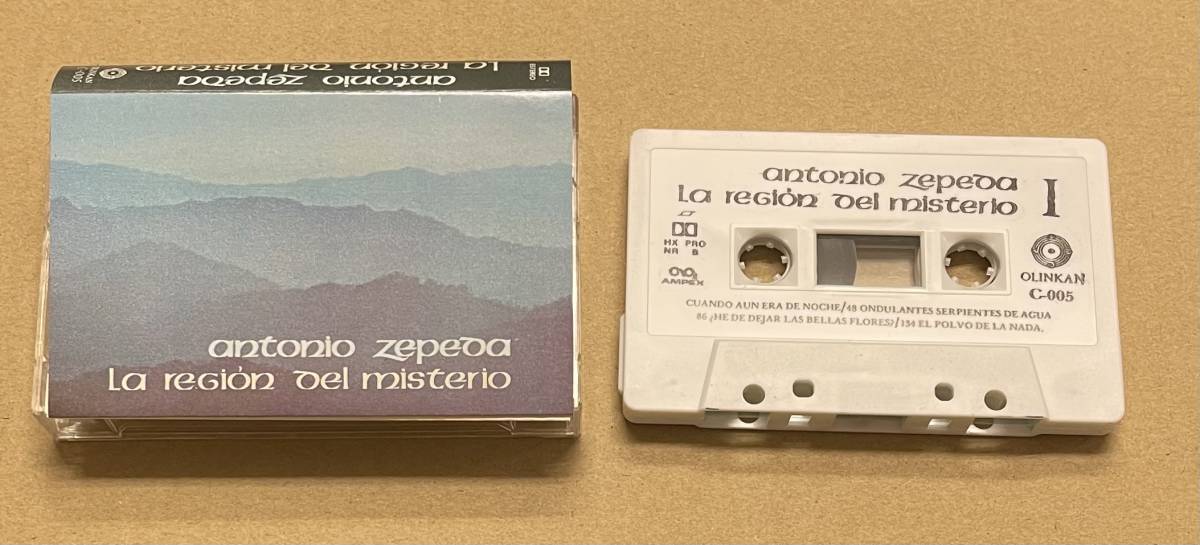 antonio zepeda
La región del misterio
OLINKAN
C-005
antonio zepeda
La región del misterio
antonio zepeda
La región del misterio
I
HX PRO
NR B
AMPEX
OLINKAN
C-005
CUANDO AUN ERA DE NOCHE/48 ONDULANTES SERPIENTES DE AGUA
86 ¿HE DE DEJAR LAS BELLAS FLORES?/134 EL POLVO DE LA NADA.